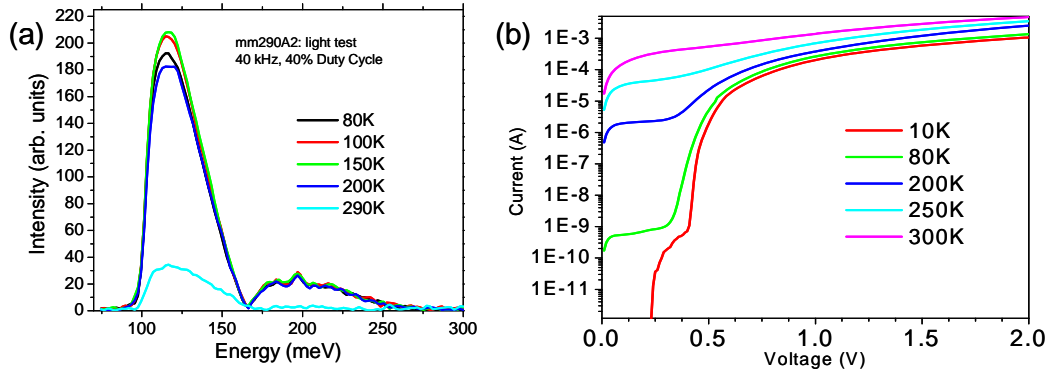 (a)
220
200
180
160
140
120
100
80
60
40
20
0
Intensity (arb. units)
mm290A2: light test
40 kHz, 40% Duty Cycle
80K
100K
150K
200K
290K
100
150
200
250
300
Energy (meV)
(b)
1E-3
1E-4
1E-5
1E-6
1E-7
1E-8
1E-9
1E-10
1E-11
Current (A)
10K
80K
200K
250K
300K
0.0
0.5
1.0
1.5
2.0
Voltage (V)